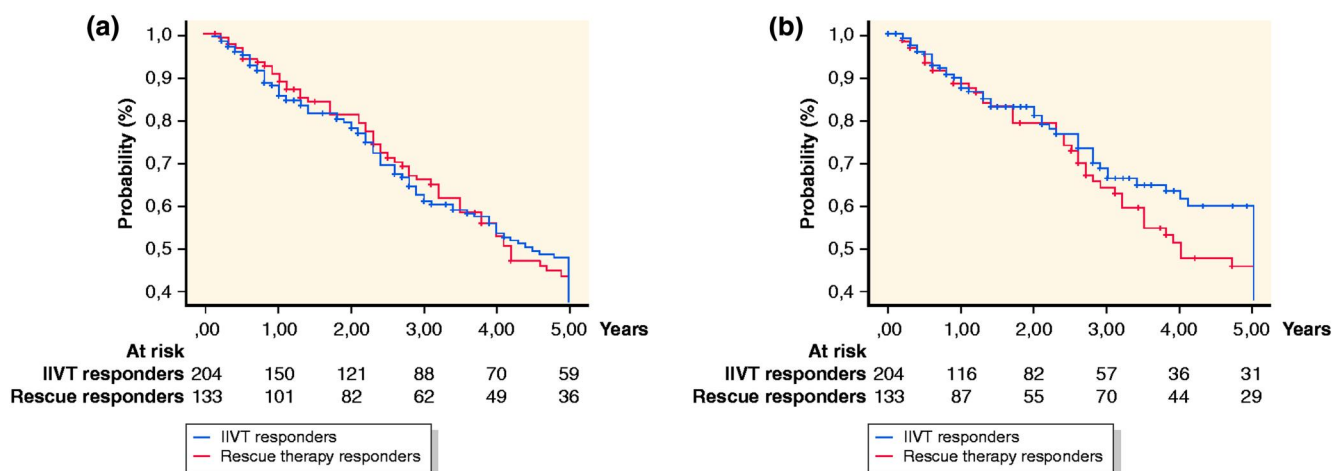 (a)
Probability (%)
1,0
0,9
0,8
0,7
0,6
0,5
0,4
,00 1,00 2,00 3,00 4,00 5,00 Years
At risk
IIVT responders 204 150 121 88 70 59
Rescue responders 133 101 82 62 49 36
IIVT responders
Rescue therapy responders
(b)
Probability (%)
1,0
0,9
0,8
0,7
0,6
0,5
0,4
,00 1,00 2,00 3,00 4,00 5,00 Years
At risk
IIVT responders 204 116 82 57 36 31
Rescue responders 133 87 55 70 44 29
IIVT responders
Rescue therapy responders